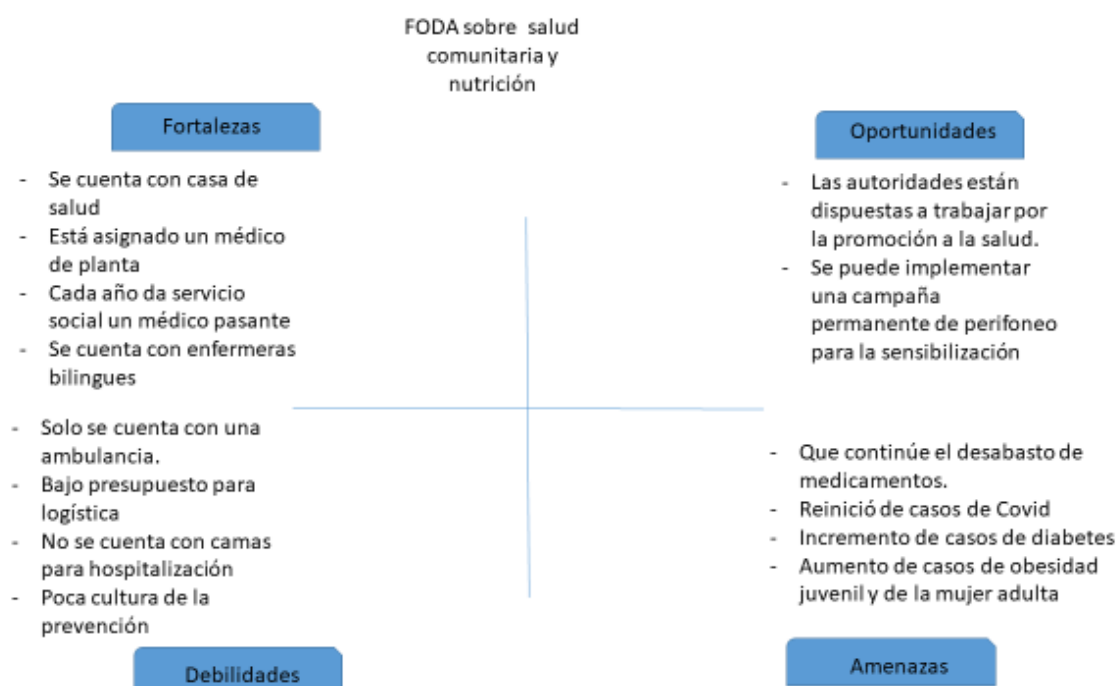 FODA sobre salud
comunitaria y
nutrición
Fortalezas
- Se cuenta con casa de
salud
- Está asignado un médico
de planta
- Cada año da servicio
social un médico pasante
- Se cuenta con enfermeras
bilingues
Oportunidades
- Las autoridades están
dispuestas a trabajar por
la promoción a la salud.
- Se puede implementar
una campaña
permanente de perifoneo
para la sensibilización
- Solo se cuenta con una
ambulancia.
- Bajo presupuesto para
logística
- No se cuenta con camas
para hospitalización
- Poca cultura de la
prevención
Debilidades
- Que continúe el desabasto de
medicamentos.
- Reinició de casos de Covid
- Incremento de casos de diabetes
- Aumento de casos de obesidad
juvenil y de la mujer adulta
Amenazas